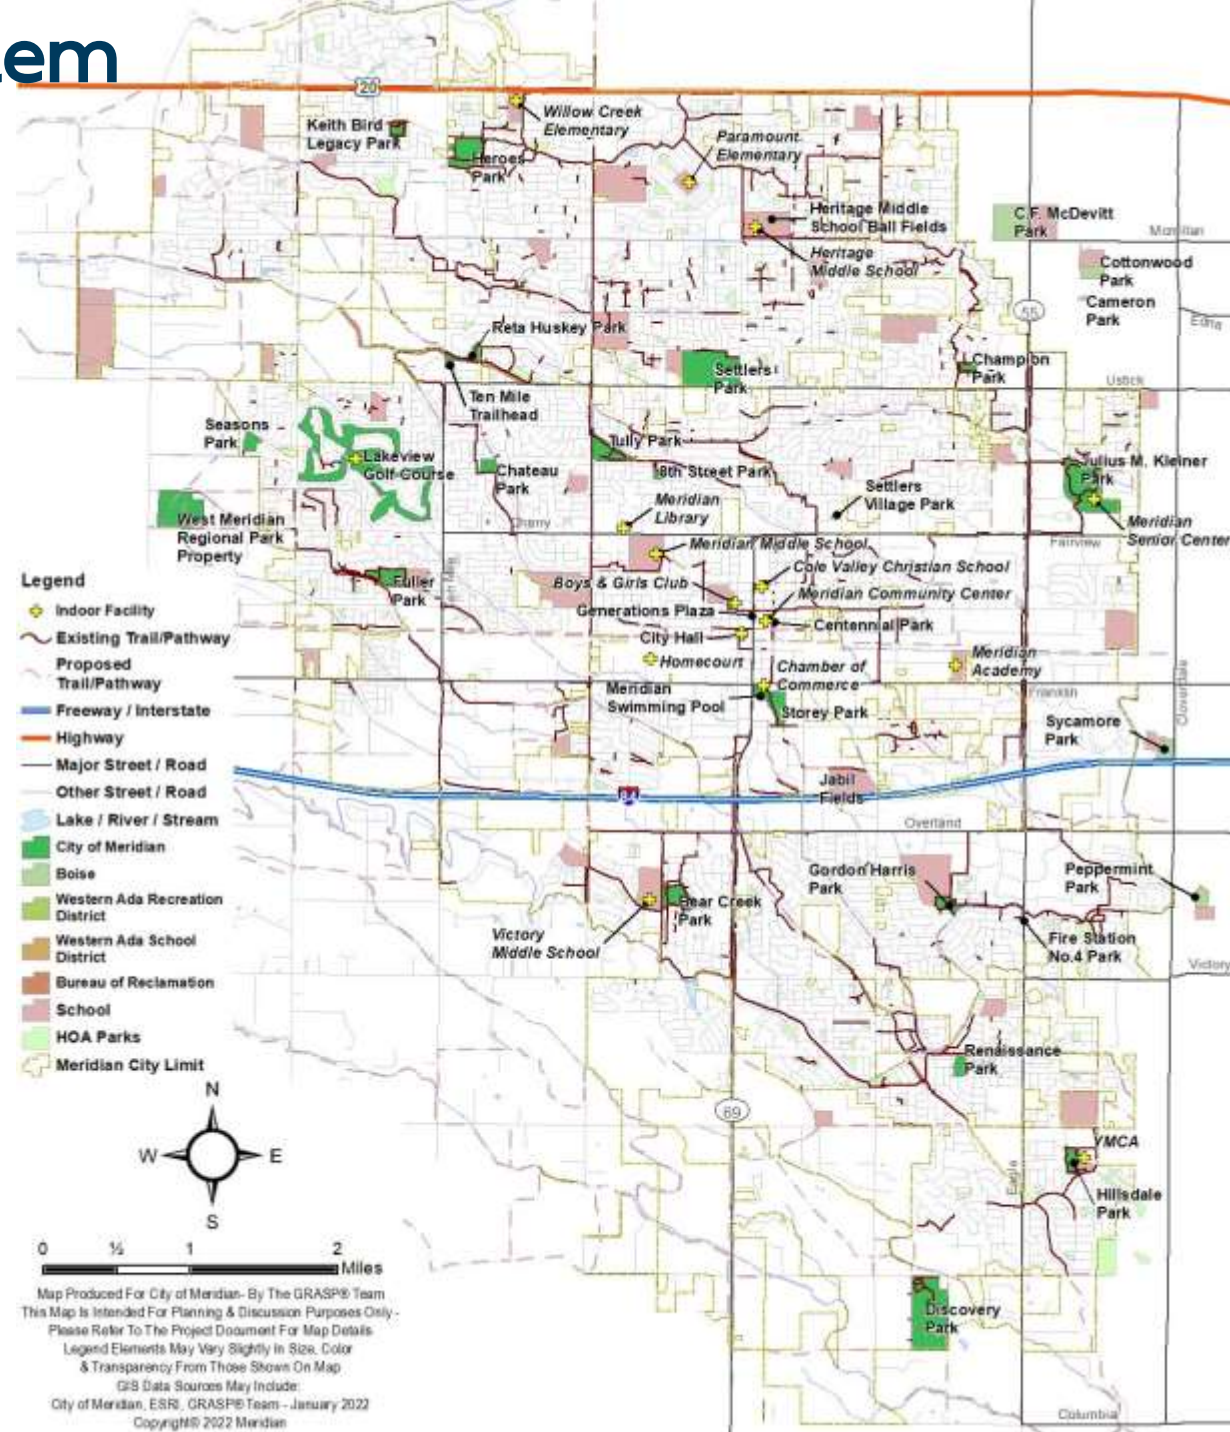 em
20
Willow Creek
Elementary
Keith Bird
Legacy Park
Heroes
Park
Paramount
Elementary
Heritage Middle
School Ball Fields
Heritage
Middle School
C.F. McDevitt
Park
McMillan
Cottonwood
Park
Cameron
Park
55
Edna
Reta Huskey Park
Settlers
Park
Champion
Park
Ustick
Ten Mile
Trailhead
Seasons
Park
Lakeview
Golf Course
Tully Park
8th Street Park
Chateau
Park
Julius M. Kleiner
Park
Settlers
Village Park
Meridian
Library
West Meridian
Regional Park
Property
Cherry
Meridian
Senior Center
Fairview
Meridian Middle School
Cole Valley Christian School
Boys & Girls Club
Meridian Community Center
Generations Plaza
Centennial Park
City Hall
Fuller
Park
Ten Mile
Homecourt
Chamber of
Commerce
Meridian
Academy
Meridian
Swimming Pool
Storey Park
Franklin
Cloverdale
Sycamore
Park
Jabil
Fields
84
Overland
Gordon Harris
Park
Peppermint
Park
Bear Creek
Park
Victory
Middle School
Fire Station
No.4 Park
Victory
Renaissance
Park
69
YMCA
Eagle
Hillsdale
Park
Discovery
Park
Columbia
Legend
Indoor Facility
Existing Trail/Pathway
Proposed
Trail/Pathway
Freeway / Interstate
Highway
Major Street / Road
Other Street / Road
Lake / River / Stream
City of Meridian
Boise
Western Ada Recreation
District
Western Ada School
District
Bureau of Reclamation
School
HOA Parks
Meridian City Limit
N
W E
S
0 ½ 1 2
Miles
Map Produced For City of Meridian- By The GRASP® Team
This Map Is Intended For Planning & Discussion Purposes Only -
Please Refer To The Project Document For Map Details
Legend Elements May Vary Slightly In Size, Color
& Transparency From Those Shown On Map
GIS Data Sources May Include:
City of Meridian, ESRI, GRASP® Team - January 2022
Copyright© 2022 Meridian